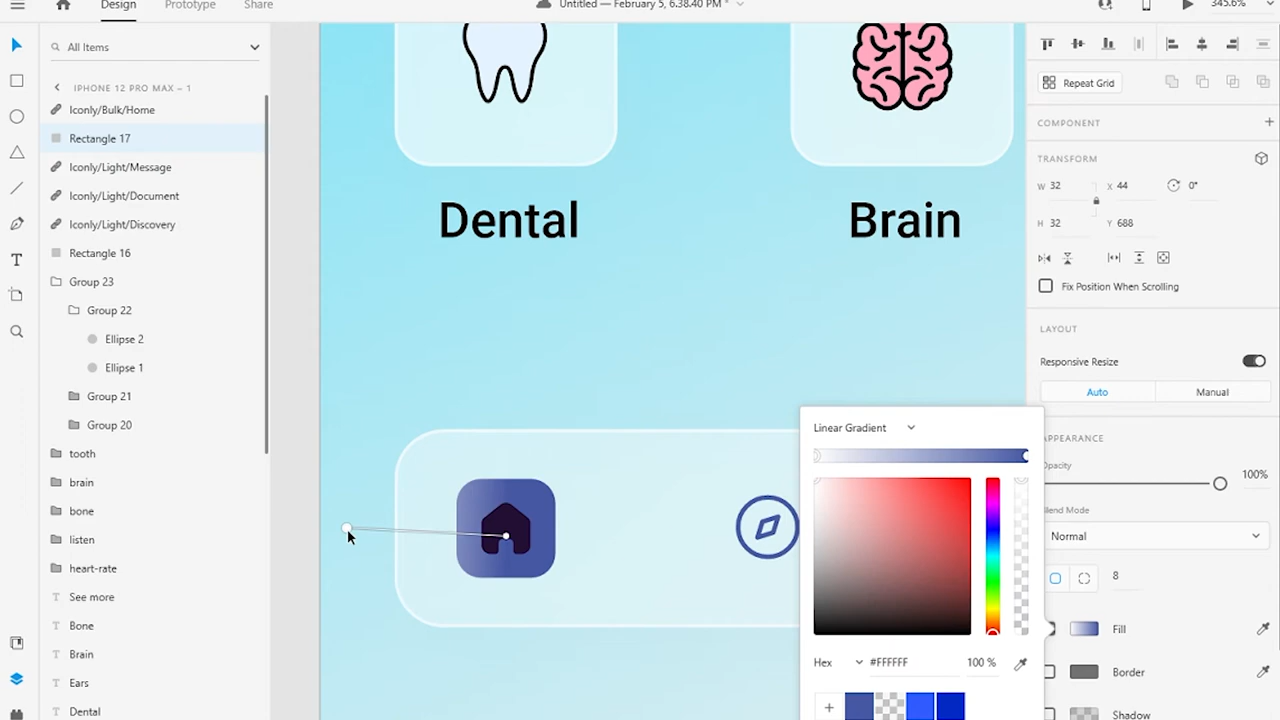 Design
Prototype
Share
Untitled — February 5, 6.38.40 PM *
345.6%
All Items
IPHONE 12 PRO MAX – 1
Iconly/Bulk/Home
Rectangle 17
Iconly/Light/Message
Iconly/Light/Document
Iconly/Light/Discovery
Rectangle 16
Group 23
Group 22
Ellipse 2
Ellipse 1
Group 21
Group 20
tooth
brain
bone
listen
heart-rate
See more
Bone
Brain
Ears
Dental
Dental
Brain
Linear Gradient
Hex
#FFFFFF
100 %
Repeat Grid
COMPONENT
TRANSFORM
W 32
X 44
0°
H 32
Y 688
Fix Position When Scrolling
LAYOUT
Responsive Resize
Auto
Manual
APPEARANCE
Opacity
100%
Blend Mode
Normal
8
Fill
Border
Shadow